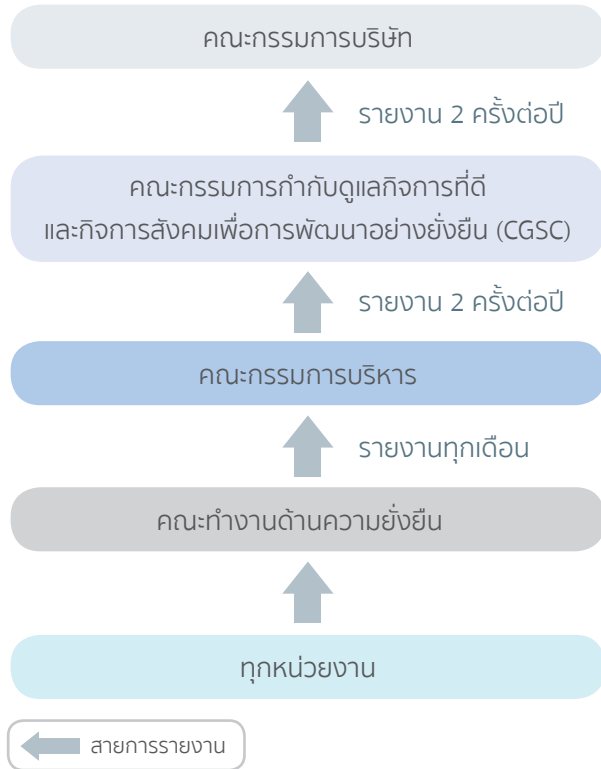 คณะกรรมการบริษัท
รายงาน 2 ครั้งต่อปี
คณะกรรมการกำกับดูแลกิจการที่ดี
และกิจการสังคมเพื่อการพัฒนาอย่างยั่งยืน (CGSC)
รายงาน 2 ครั้งต่อปี
คณะกรรมการบริหาร
รายงานทุกเดือน
คณะทำงานด้านความยั่งยืน
ทุกหน่วยงาน
สายการรายงาน